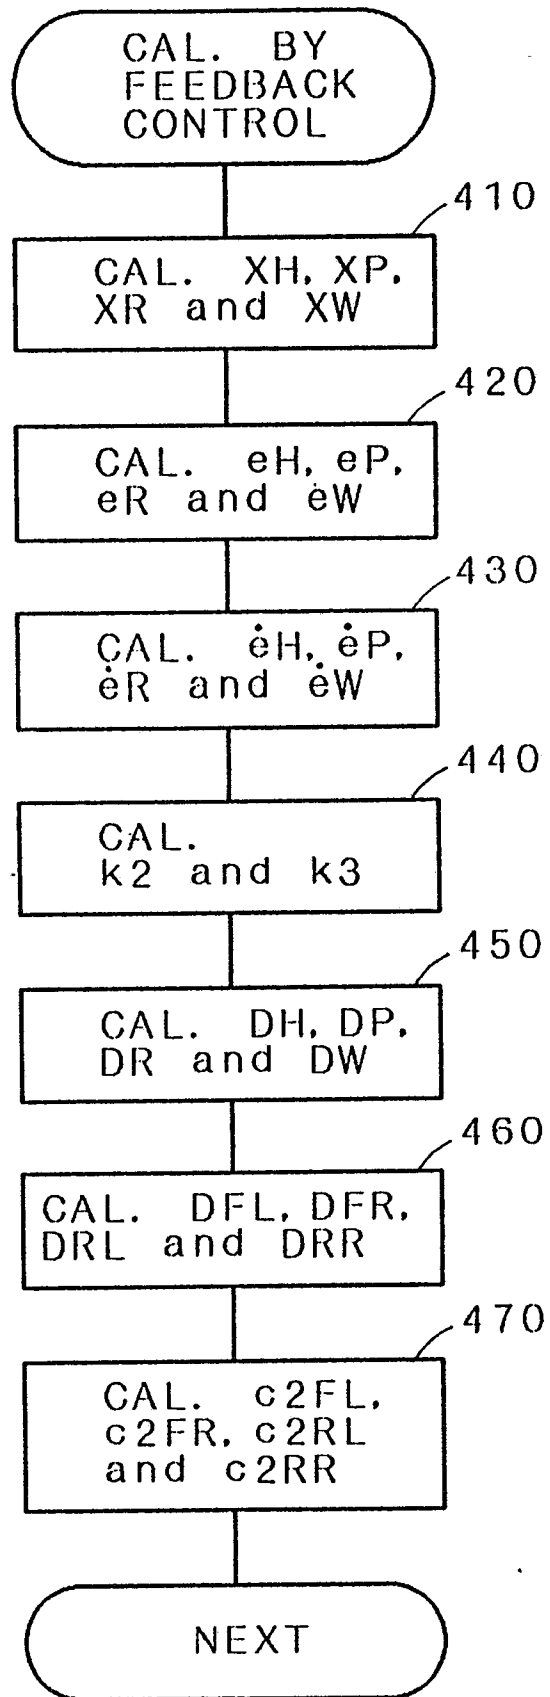 CAL. BY
FEEDBACK
CONTROL
410
CAL. XH, XP,
XR and XW
420
CAL. eH, eP,
eR and ėW
430
CAL. ėH, ėP,
ėR and ėW
440
CAL.
k2 and k3
450
CAL. DH, DP,
DR and DW
460
CAL. DFL, DFR,
DRL and DRR
470
CAL. c2FL,
c2FR, c2RL
and c2RR
NEXT